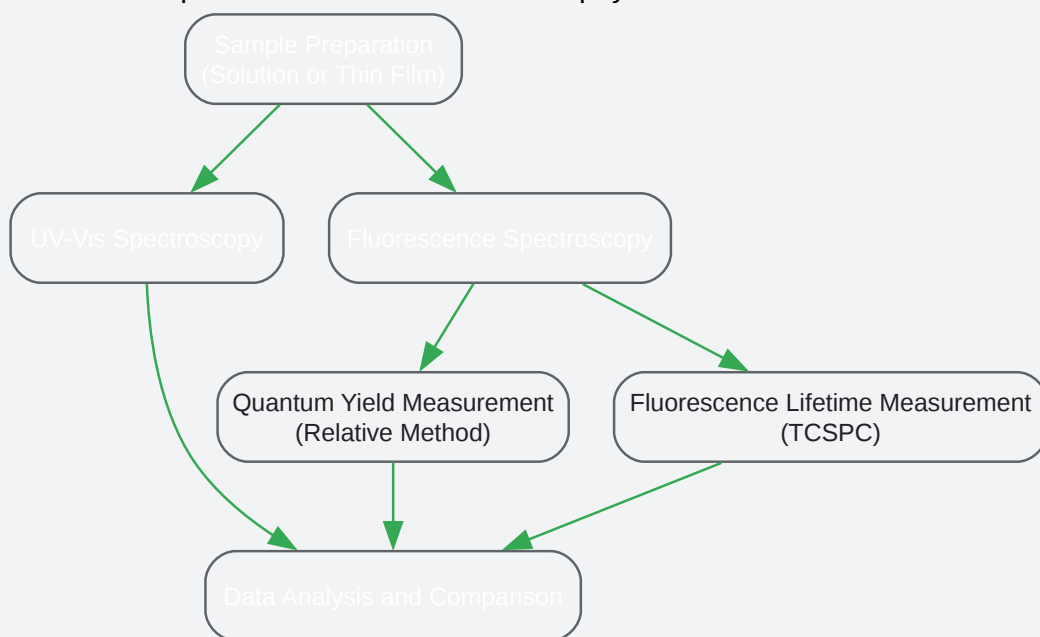 Sample Preparation
(Solution or Thin Film)
UV-Vis Spectroscopy
Fluorescence Spectroscopy
Quantum Yield Measurement
(Relative Method)
Fluorescence Lifetime Measurement
(TCSPC)
Data Analysis and Comparison